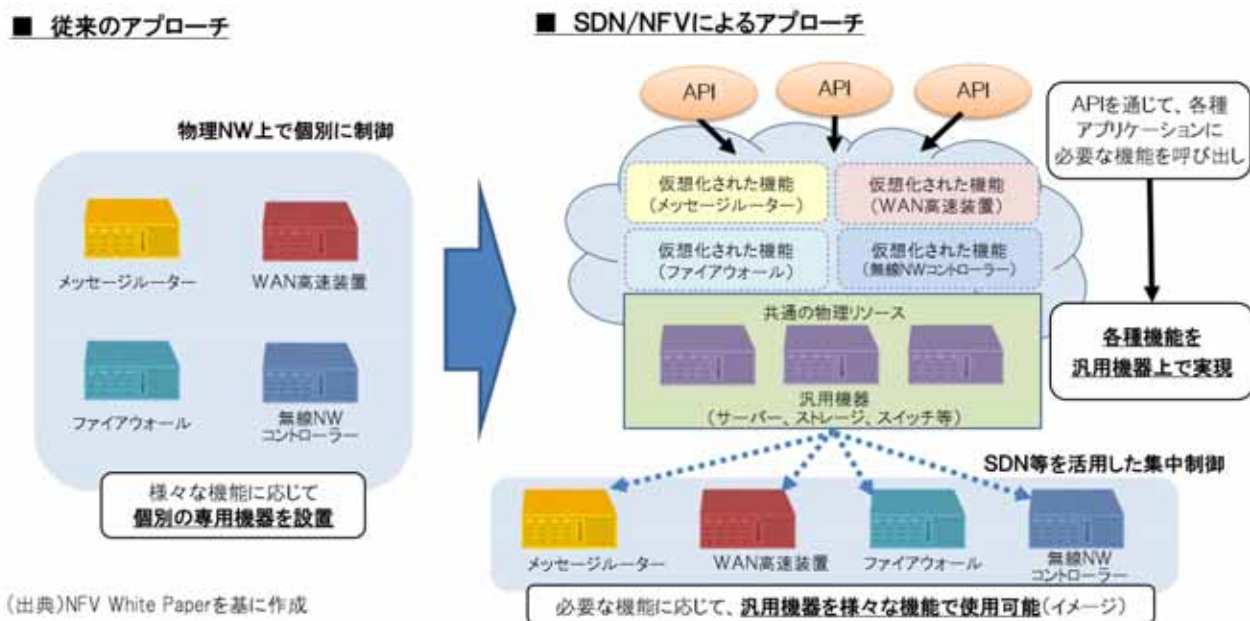 ■ 従来のアプローチ
物理NW上で個別に制御
メッセージルーター
WAN高速装置
ファイアウォール
無線NW
コントローラー
様々な機能に応じて
個別の専用機器を設置
(出典)NFV White Paperを基に作成
■ SDN/NFVによるアプローチ
API
API
API
仮想化された機能
(メッセージルーター)
仮想化された機能
(WAN高速装置)
仮想化された機能
(ファイアウォール)
仮想化された機能
(無線NWコントローラー)
共通の物理リソース
汎用機器
(サーバー、ストレージ、スイッチ等)
APIを通じて、各種
アプリケーションに
必要な機能を呼び出し
各種機能を
汎用機器上で実現
SDN等を活用した集中制御
メッセージルーター
WAN高速装置
ファイアウォール
無線NW
コントローラー
必要な機能に応じて、汎用機器を様々な機能で使用可能(イメージ)